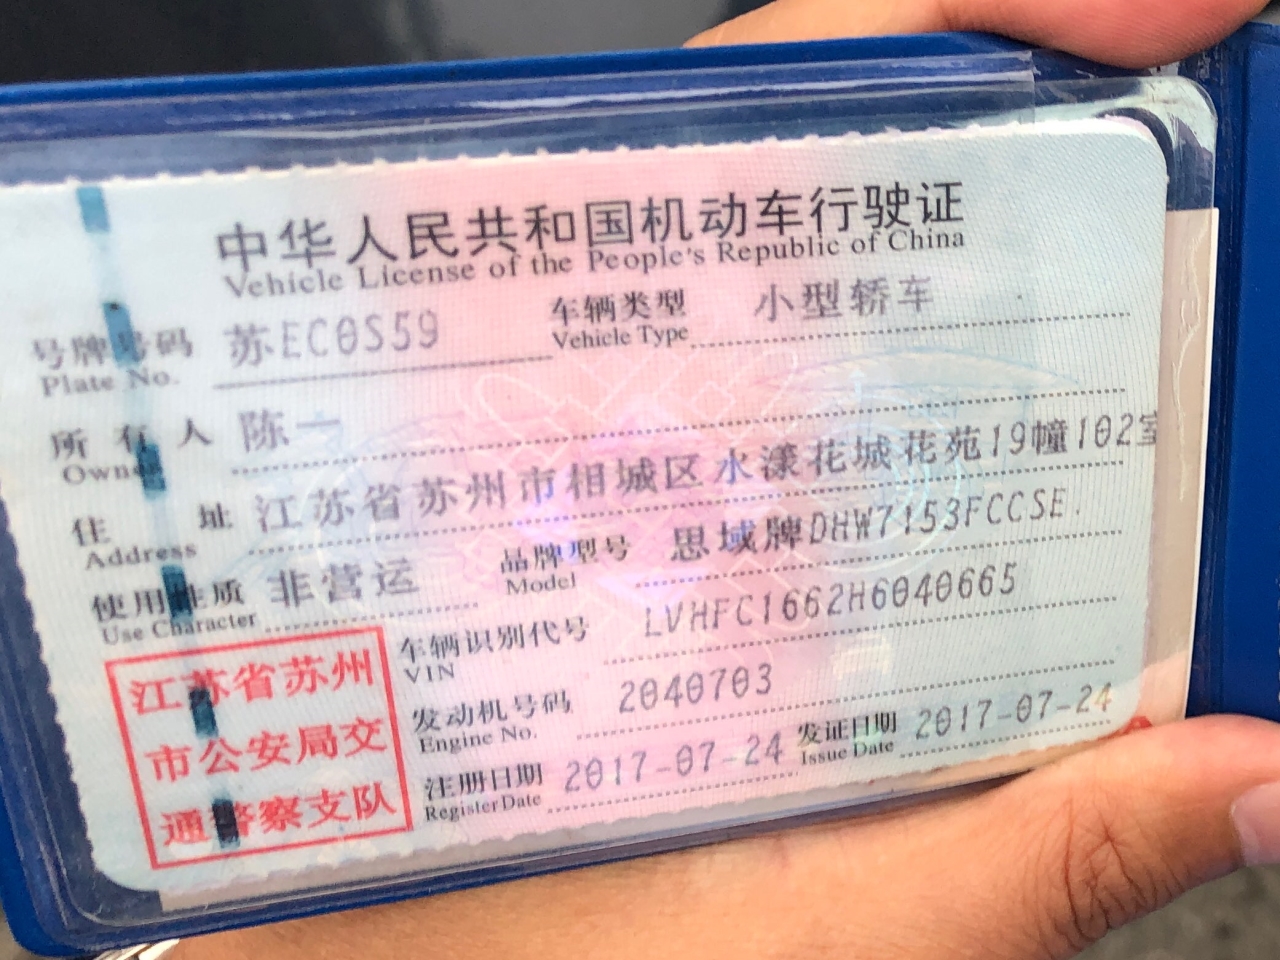 中华人民共和国机动车行驶证
Vehicle License of the People's Republic of China
号牌号码 苏EC0S59 车辆类型 小型轿车
Plate No. Vehicle Type
所有人 陈一
Owner
住址 江苏省苏州市相城区水漾花城花苑19幢102室
Address
使用性质 非营运 品牌型号 思域牌DHW7153FCCSE
Use Character Model
车辆识别代号 LVHFC1662H6040665
VIN
发动机号码 2040703
Engine No.
注册日期 2017-07-24 发证日期 2017-07-24
Register Date Issue Date
江苏省苏州
市公安局交
通警察支队